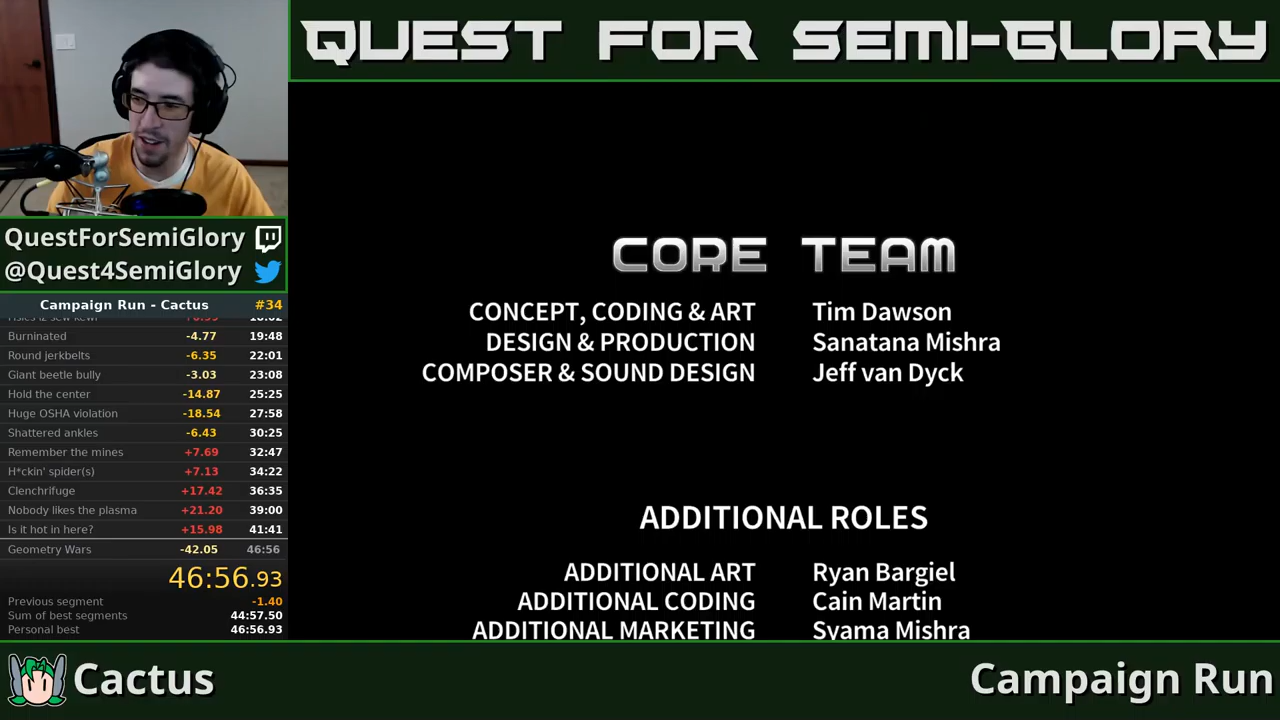 QUEST FOR SEMI-GLORY
QuestForSemiGlory
@Quest4SemiGlory
Campaign Run - Cactus #34
Burninated -4.77 19:48
Round jerkbelts -6.35 22:01
Giant beetle bully -3.03 23:08
Hold the center -14.87 25:25
Huge OSHA violation -18.54 27:58
Shattered ankles -6.43 30:25
Remember the mines +7.69 32:47
H*ckin' spider(s) +7.13 34:22
Clenchrifuge +17.42 36:35
Nobody likes the plasma +21.20 39:00
Is it hot in here? +15.98 41:41
Geometry Wars -42.05 46:56
46:56.93
Previous segment -1.40
Sum of best segments 44:57.50
Personal best 46:56.93
CORE TEAM
CONCEPT, CODING & ART Tim Dawson
DESIGN & PRODUCTION Sanatana Mishra
COMPOSER & SOUND DESIGN Jeff van Dyck
ADDITIONAL ROLES
ADDITIONAL ART Ryan Bargiel
ADDITIONAL CODING Cain Martin
ADDITIONAL MARKETING Syama Mishra
Cactus
Campaign Run